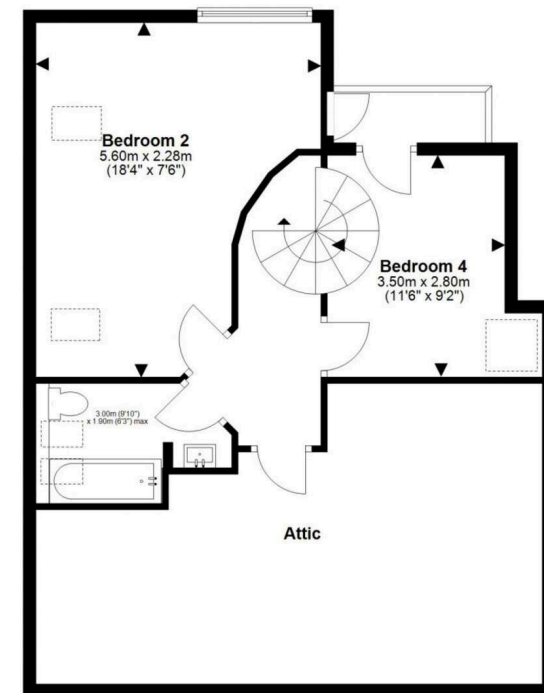 Bedroom 2
5.60m x 2.28m
(18'4" x 7'6")
Bedroom 4
3.50m x 2.80m
(11'6" x 9'2")
3.00m (9'10")
x 1.90m (6'3") max
Attic